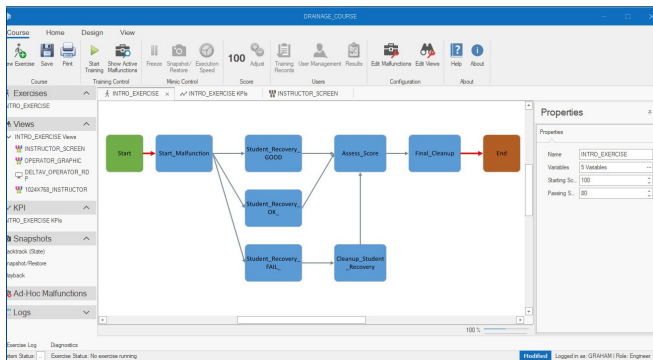 DRAINAGE_COURSE
Course Home Design View
Exercise Save Print
Start Training Show Active Malfunctions
Freeze Snapshot/ Restore Execution Speed
100 Adjust
Training Records User Management Results
Edit Malfunctions Edit Views
Help About
Course Training Control Mimic Control Score Users Configuration About
Exercises
INTRO_EXERCISE × INTRO_EXERCISE KPIs INSTRUCTOR_SCREEN
INTRO_EXERCISE
Views
INTRO_EXERCISE Views
INSTRUCTOR_SCREEN
OPERATOR_GRAPHIC
DELTAV_OPERATOR_RD
P
1024X768_INSTRUCTOR
KPI
INTRO_EXERCISE KPIs
Snapshots
Backtrack (State)
Snapshot/Restore
Playback
Ad-Hoc Malfunctions
Logs
Start
Start_Malfunction
Student_Recovery_
GOOD
Assess_Score
Final_Cleanup
End
Student_Recovery_
OK_
Student_Recovery_
FAIL_
Cleanup_Student
_Recovery
100 %
Properties
Properties
Name INTRO_EXERCISE
Variables 5 Variables ...
Starting Sc... 100
Passing S... 80
Exercise Log Diagnostics
Status: .. Exercise Status: No exercise running
Modified Logged in as: GRAHAM | Role: Engineer